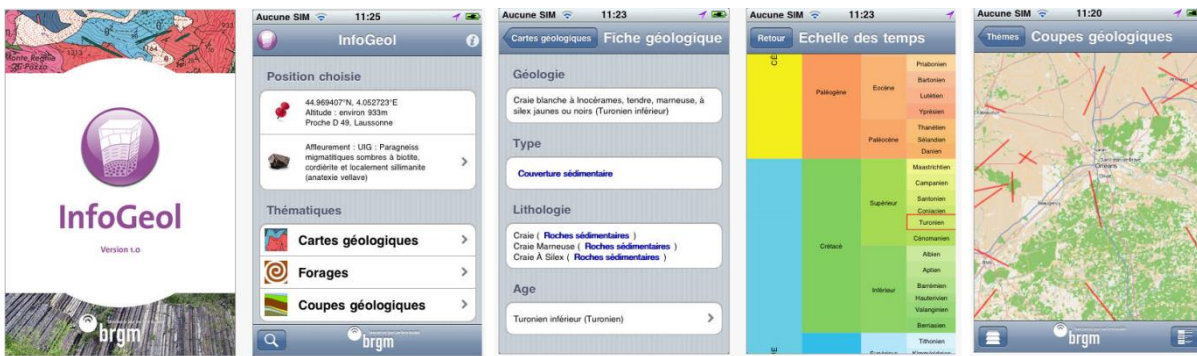 InfoGeol
Version 1.0
brgm
Aucune SIM 11:25
InfoGeol
Position choisie
44.969407°N, 4.052723°E
Altitude : environ 933m
Proche D 49, Laussonne
Affleurement : UIG : Paragneiss
migmatitiques sombres à biotite,
cordiérite et localement sillimanite
(anatexie vellave)
Thématiques
Cartes géologiques
Forages
Coupes géologiques
brgm
Aucune SIM 11:23
Cartes géologiques Fiche géologique
Géologie
Craie blanche à Inocérames, tendre, marneuse, à
silex jaunes ou noirs (Turonien inférieur)
Type
Couverture sédimentaire
Lithologie
Craie ( Roches sédimentaires )
Craie Marneuse ( Roches sédimentaires )
Craie À Silex ( Roches sédimentaires )
Age
Turonien inférieur (Turonien)
Aucune SIM 11:23
Retour Echelle des temps
Paléogène
Eocène
Priabonien
Bartonien
Lutétien
Yprésien
Paléocène
Thanétien
Sélandien
Danien
Crétacé
Supérieur
Maastrichtien
Campanien
Santonien
Coniacien
Turonien
Cénomanien
Inférieur
Albien
Aptien
Barrémien
Hauterivien
Valanginien
Berriasien
Tithonien
Aucune SIM 11:20
Thèmes Coupes géologiques
Orléans
brgm